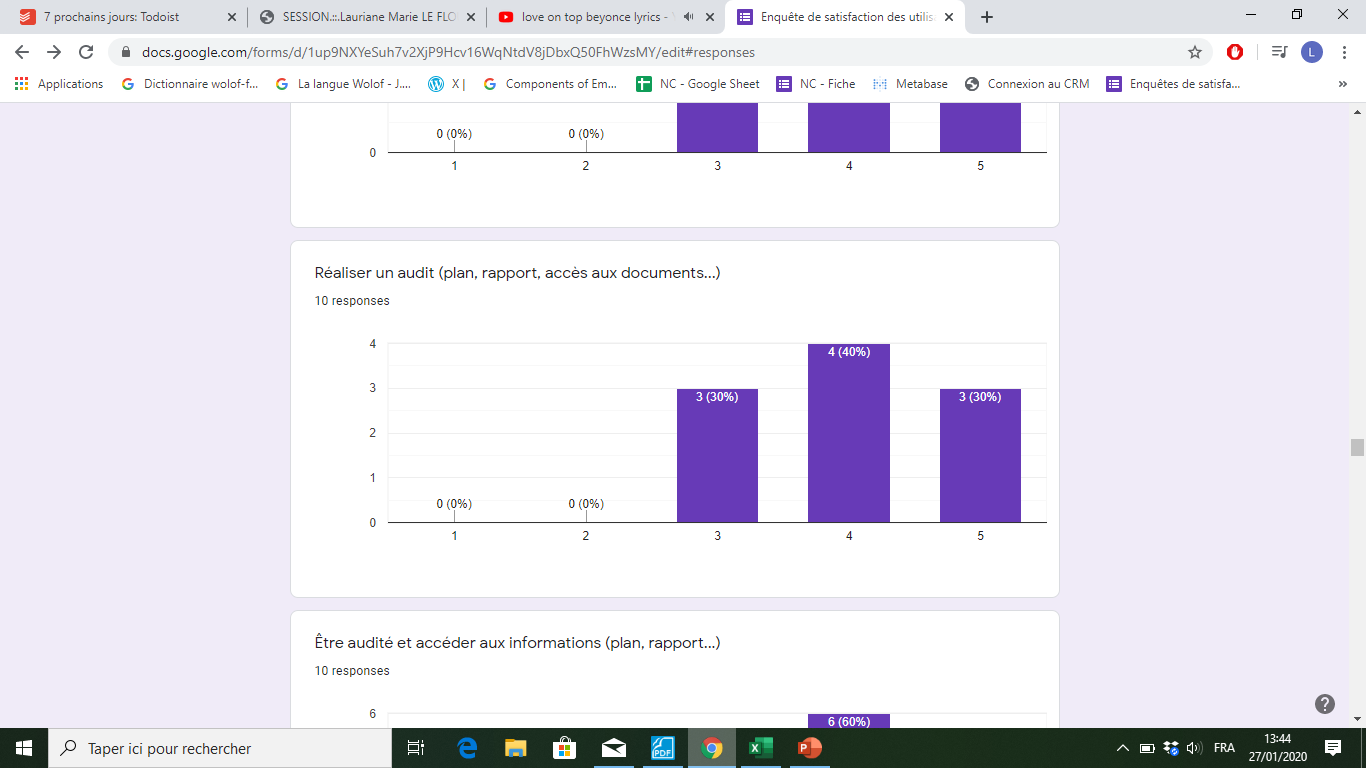 7 prochains jours: Todoist
SESSION.::.Lauriane Marie LE FLO
love on top beyonce lyrics - Y
Enquête de satisfaction des utilis
docs.google.com/forms/d/1up9NXYeSuh7v2XjP9Hcv16WqNtdV8jDbxQ50FhWzsMY/edit#responses
L
Applications
Dictionnaire wolof-f...
La langue Wolof - J....
X |
Components of Em...
NC - Google Sheet
NC - Fiche
Metabase
Connexion au CRM
Enquêtes de satisfa...
»
0 (0%) 0 (0%)
0
1 2 3 4 5
Réaliser un audit (plan, rapport, accès aux documents...)
10 responses
4
4 (40%)
3
3 (30%) 3 (30%)
2
1
0 (0%) 0 (0%)
0
1 2 3 4 5
Être audité et accéder aux informations (plan, rapport...)
10 responses
6
6 (60%)
Taper ici pour rechercher
PDF
FRA
13:44
27/01/2020